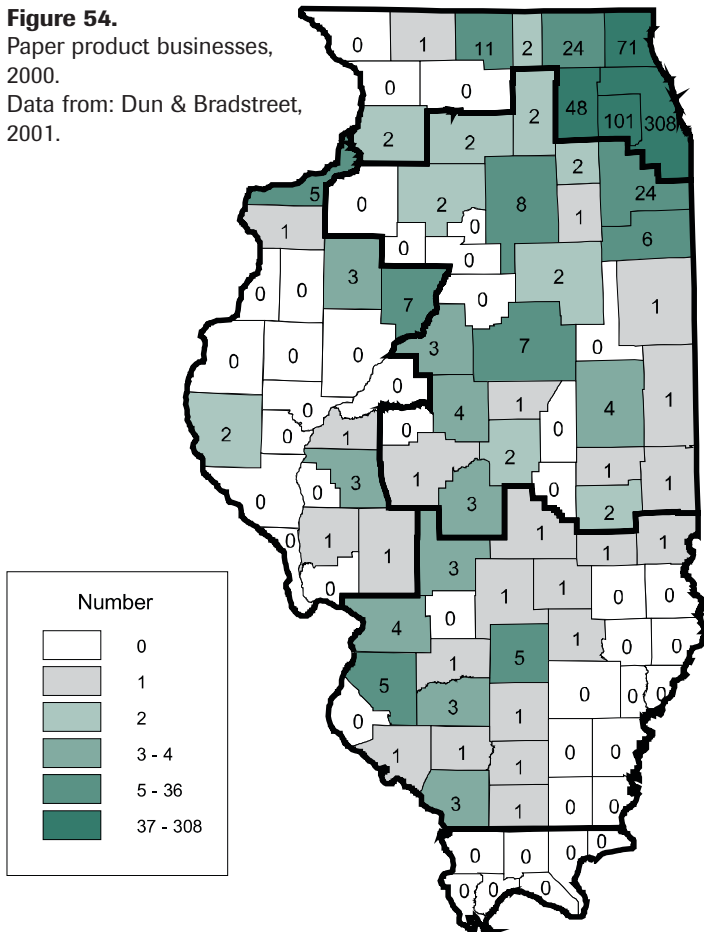 Figure 54.
Paper product businesses,
2000.
Data from: Dun & Bradstreet,
2001.
0 1 11 2 24 71
0 0 48 101 308
2 2 2
2
5 0 2 8 1 24
1 0 0 6
0 0 3 0 2 1
7 0
0 0 0 3 7 0
0 4 1 4 1
2 0 0 1 0 0
3 1 2 1
0 0 3 0 2 1
0 1 1 1 1 1
0 3 1 1 0 0
4 0 1 0 0
5 1 5
0 3 1 0 0 0
1 1 1 0 0
3 1 0 0
0 0 0 0
0 0 0
Number
0
1
2
3 - 4
5 - 36
37 - 308